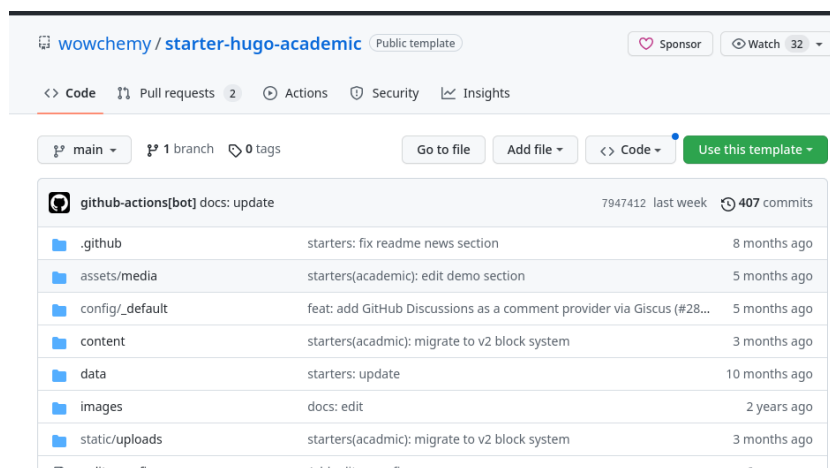 wowchemy / starter-hugo-academic Public template Sponsor Watch 32
<> Code Pull requests 2 Actions Security Insights
main 1 branch 0 tags Go to file Add file <> Code Use this template
github-actions[bot] docs: update 7947412 last week 407 commits
.github starters: fix readme news section 8 months ago
assets/media starters(academic): edit demo section 5 months ago
config/_default feat: add GitHub Discussions as a comment provider via Giscus (#28... 5 months ago
content starters(acadmic): migrate to v2 block system 3 months ago
data starters: update 10 months ago
images docs: edit 2 years ago
static/uploads starters(acadmic): migrate to v2 block system 3 months ago